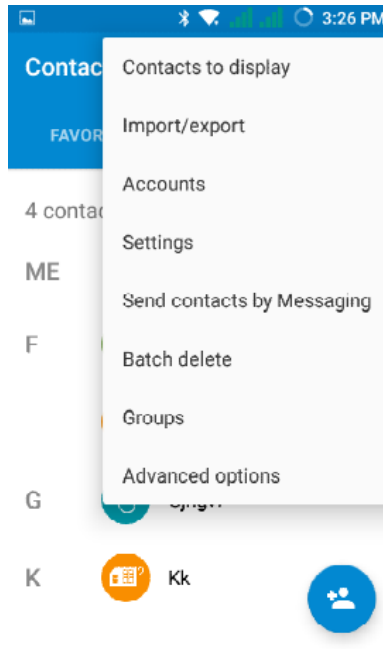 3:26 PM
Contac
Contacts to display
Import/export
FAVOR
Accounts
4 contac
Settings
ME
Send contacts by Messaging
F
Batch delete
Groups
Advanced options
G
K
Kk